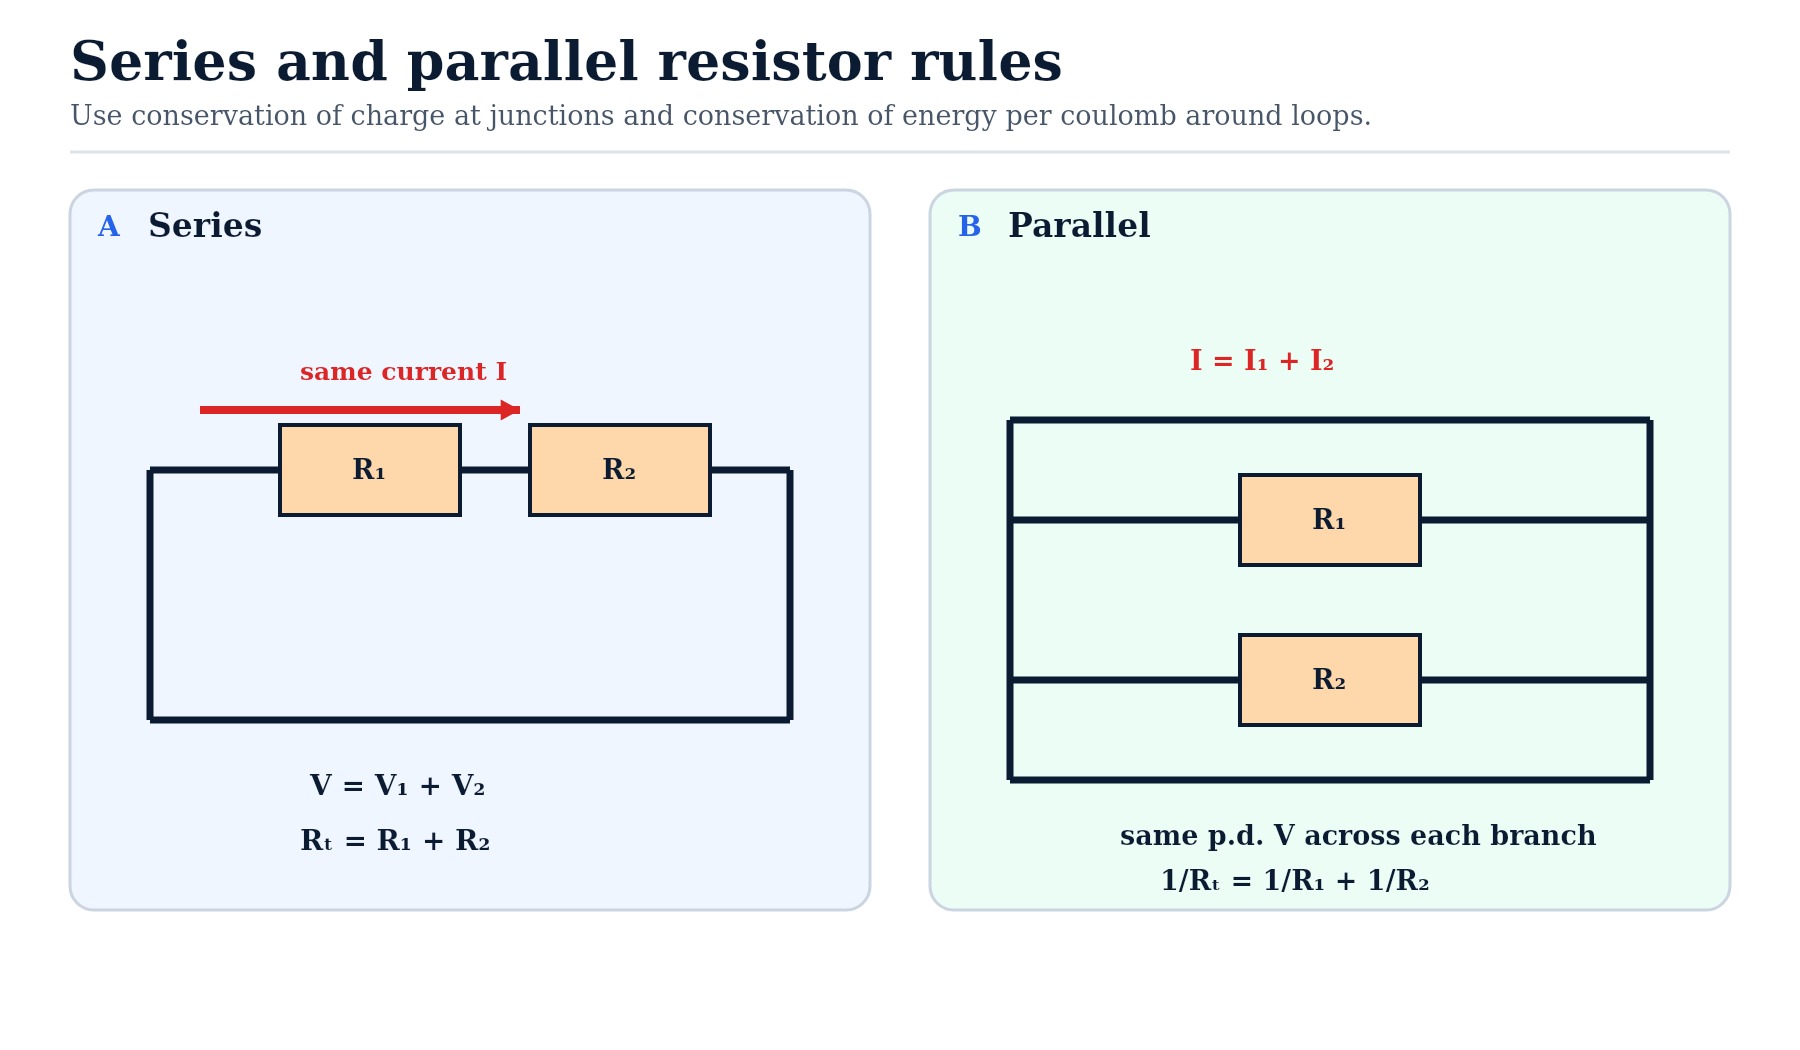 Series and parallel resistor rules
Use conservation of charge at junctions and conservation of energy per coulomb around loops.
A Series
same current I
R₁
R₂
V = V₁ + V₂
Rₜ = R₁ + R₂
B Parallel
I = I₁ + I₂
R₁
R₂
same p.d. V across each branch
1/Rₜ = 1/R₁ + 1/R₂